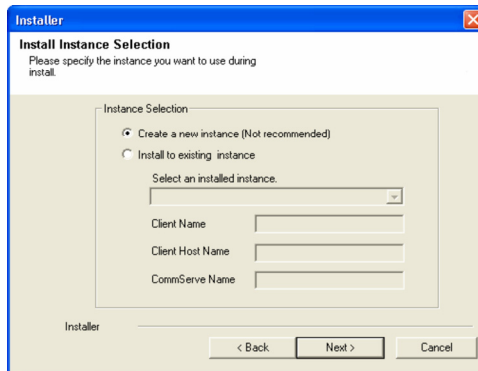 Installer
Install Instance Selection
Please specify the instance you want to use during
install.
Instance Selection
Create a new instance (Not recommended)
Install to existing instance
Select an installed instance.
Client Name
Client Host Name
CommServe Name
Installer
< Back
Next >
Cancel